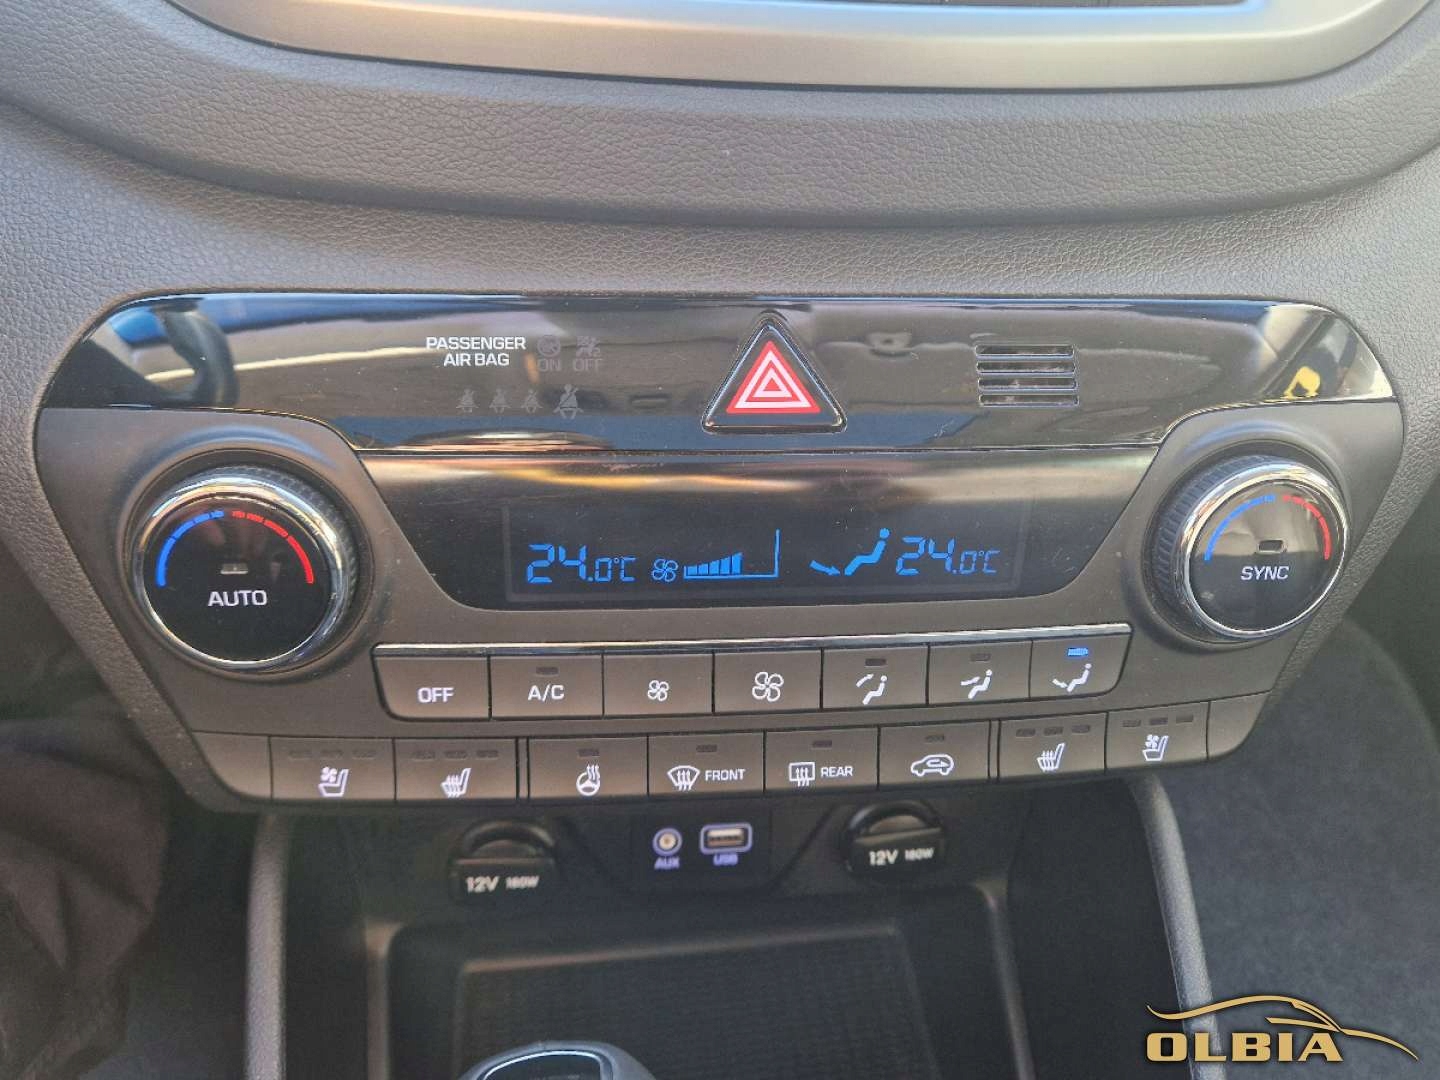 PASSENGER
AIR BAG
ON OFF
24.0°C
24.0°C
AUTO
SYNC
OFF
A/C
FRONT
REAR
12V 180W
AUX
USB
12V 180W
OLBIA